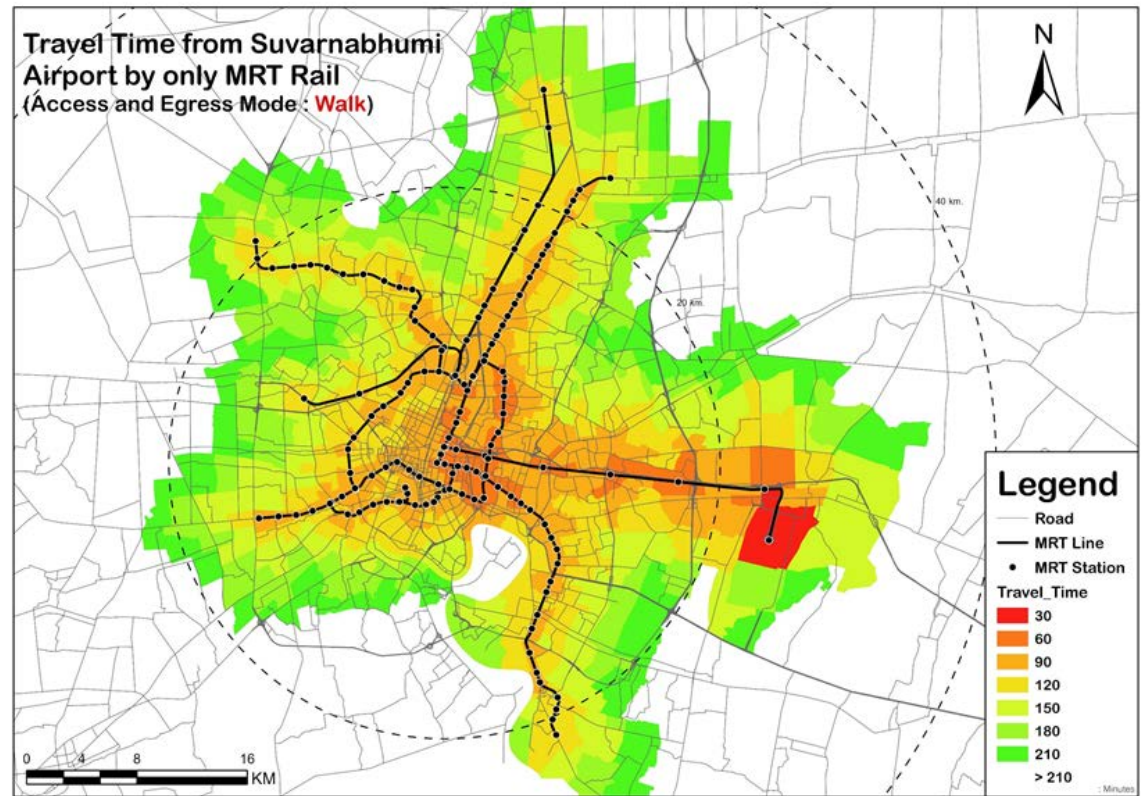 Travel Time from Suvarnabhumi
Airport by only MRT Rail
(Access and Egress Mode : Walk)
N
40 km.
20 km.
Legend
Road
MRT Line
MRT Station
Travel_Time
30
60
90
120
150
180
210
> 210
: Minutes
0 4 8 16
KM